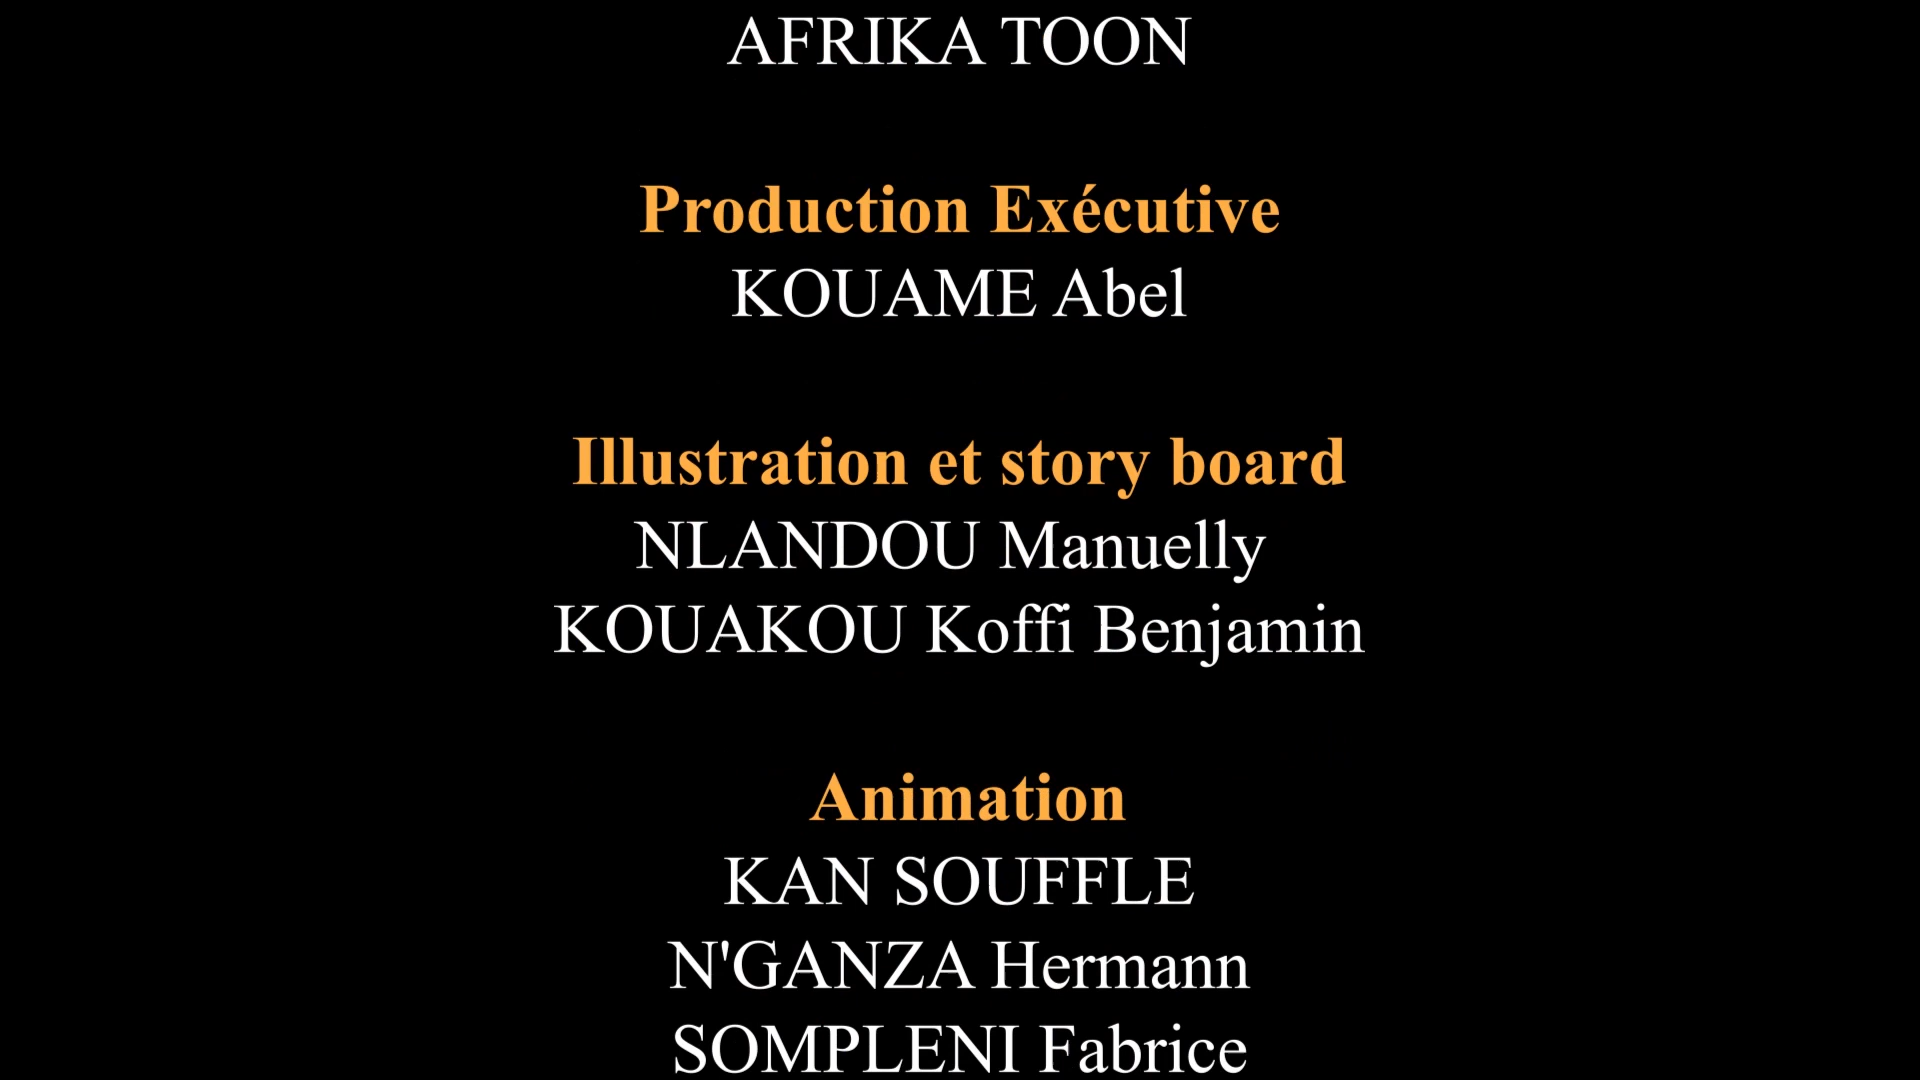 AFRIKA TOON
Production Exécutive
KOUAME Abel
Illustration et story board
NLANDOU Manuelly
KOUAKOU Koffi Benjamin
Animation
KAN SOUFFLE
N'GANZA Hermann
SOMPLENI Fabrice